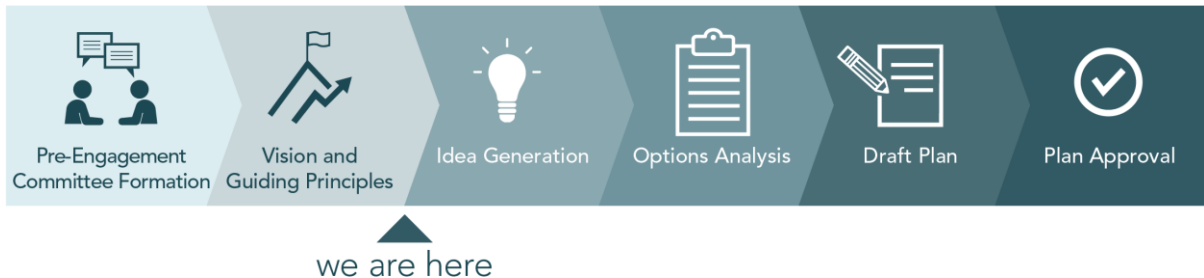 Pre-Engagement
Committee Formation
Vision and
Guiding Principles
Idea Generation
Options Analysis
Draft Plan
Plan Approval
we are here